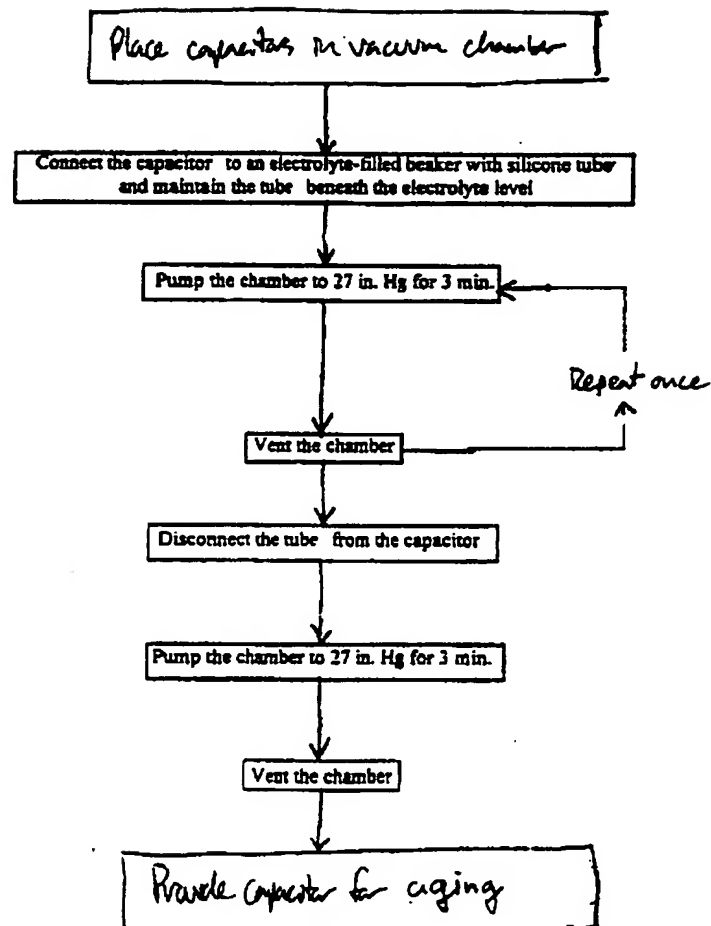 Place capacitors in vacuum chamber
Connect the capacitor to an electrolyte-filled beaker with silicone tube
and maintain the tube beneath the electrolyte level
Pump the chamber to 27 in. Hg for 3 min.
Repeat once
Vent the chamber
Disconnect the tube from the capacitor
Pump the chamber to 27 in. Hg for 3 min.
Vent the chamber
Provide capacitor for aging